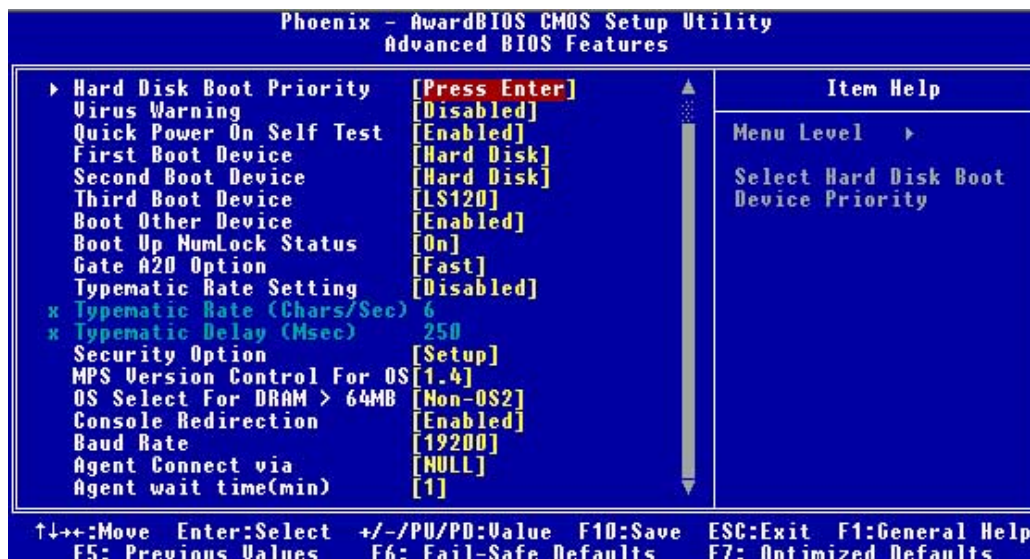 Phoenix - AwardBIOS CMOS Setup Utility
Advanced BIOS Features
Hard Disk Boot Priority [Press Enter]
Virus Warning [Disabled]
Quick Power On Self Test [Enabled]
First Boot Device [Hard Disk]
Second Boot Device [Hard Disk]
Third Boot Device [LS120]
Boot Other Device [Enabled]
Boot Up NumLock Status [On]
Gate A20 Option [Fast]
Typematic Rate Setting [Disabled]
x Typematic Rate (Chars/Sec) 6
x Typematic Delay (Msec) 250
Security Option [Setup]
MPS Version Control For OS[1.4]
OS Select For DRAM > 64MB [Non-OS2]
Console Redirection [Enabled]
Baud Rate [19200]
Agent Connect via [NULL]
Agent wait time(min) [1]
Item Help
Menu Level
Select Hard Disk Boot
Device Priority
↑↓→←:Move Enter:Select +/-/PU/PD:Value F10:Save ESC:Exit F1:General Help
F5: Previous Values F6: Fail-Safe Defaults F7: Optimized Defaults